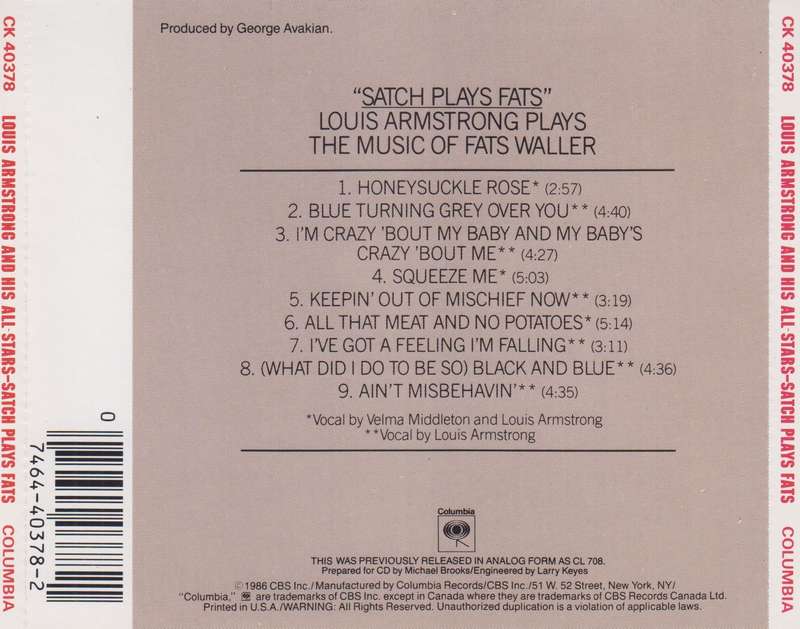 CK 40378 LOUIS ARMSTRONG AND HIS ALL-STARS–SATCH PLAYS FATS COLUMBIA
Produced by George Avakian.
“SATCH PLAYS FATS”
LOUIS ARMSTRONG PLAYS
THE MUSIC OF FATS WALLER
1. HONEYSUCKLE ROSE* (2:57)
2. BLUE TURNING GREY OVER YOU** (4:40)
3. I’M CRAZY ’BOUT MY BABY AND MY BABY’S
CRAZY ’BOUT ME** (4:27)
4. SQUEEZE ME* (5:03)
5. KEEPIN’ OUT OF MISCHIEF NOW** (3:19)
6. ALL THAT MEAT AND NO POTATOES* (5:14)
7. I’VE GOT A FEELING I’M FALLING** (3:11)
8. (WHAT DID I DO TO BE SO) BLACK AND BLUE** (4:36)
9. AIN’T MISBEHAVIN’** (4:35)
*Vocal by Velma Middleton and Louis Armstrong
**Vocal by Louis Armstrong
0
7464-40378-2
Columbia
THIS WAS PREVIOUSLY RELEASED IN ANALOG FORM AS CL 708.
Prepared for CD by Michael Brooks/Engineered by Larry Keyes
℗1986 CBS Inc./Manufactured by Columbia Records/CBS Inc./51 W. 52 Street, New York, NY/
"Columbia," are trademarks of CBS Inc. except in Canada where they are trademarks of CBS Records Canada Ltd.
Printed in U.S.A./WARNING: All Rights Reserved. Unauthorized duplication is a violation of applicable laws.
CK 40378 LOUIS ARMSTRONG AND HIS ALL-STARS–SATCH PLAYS FATS COLUMBIA